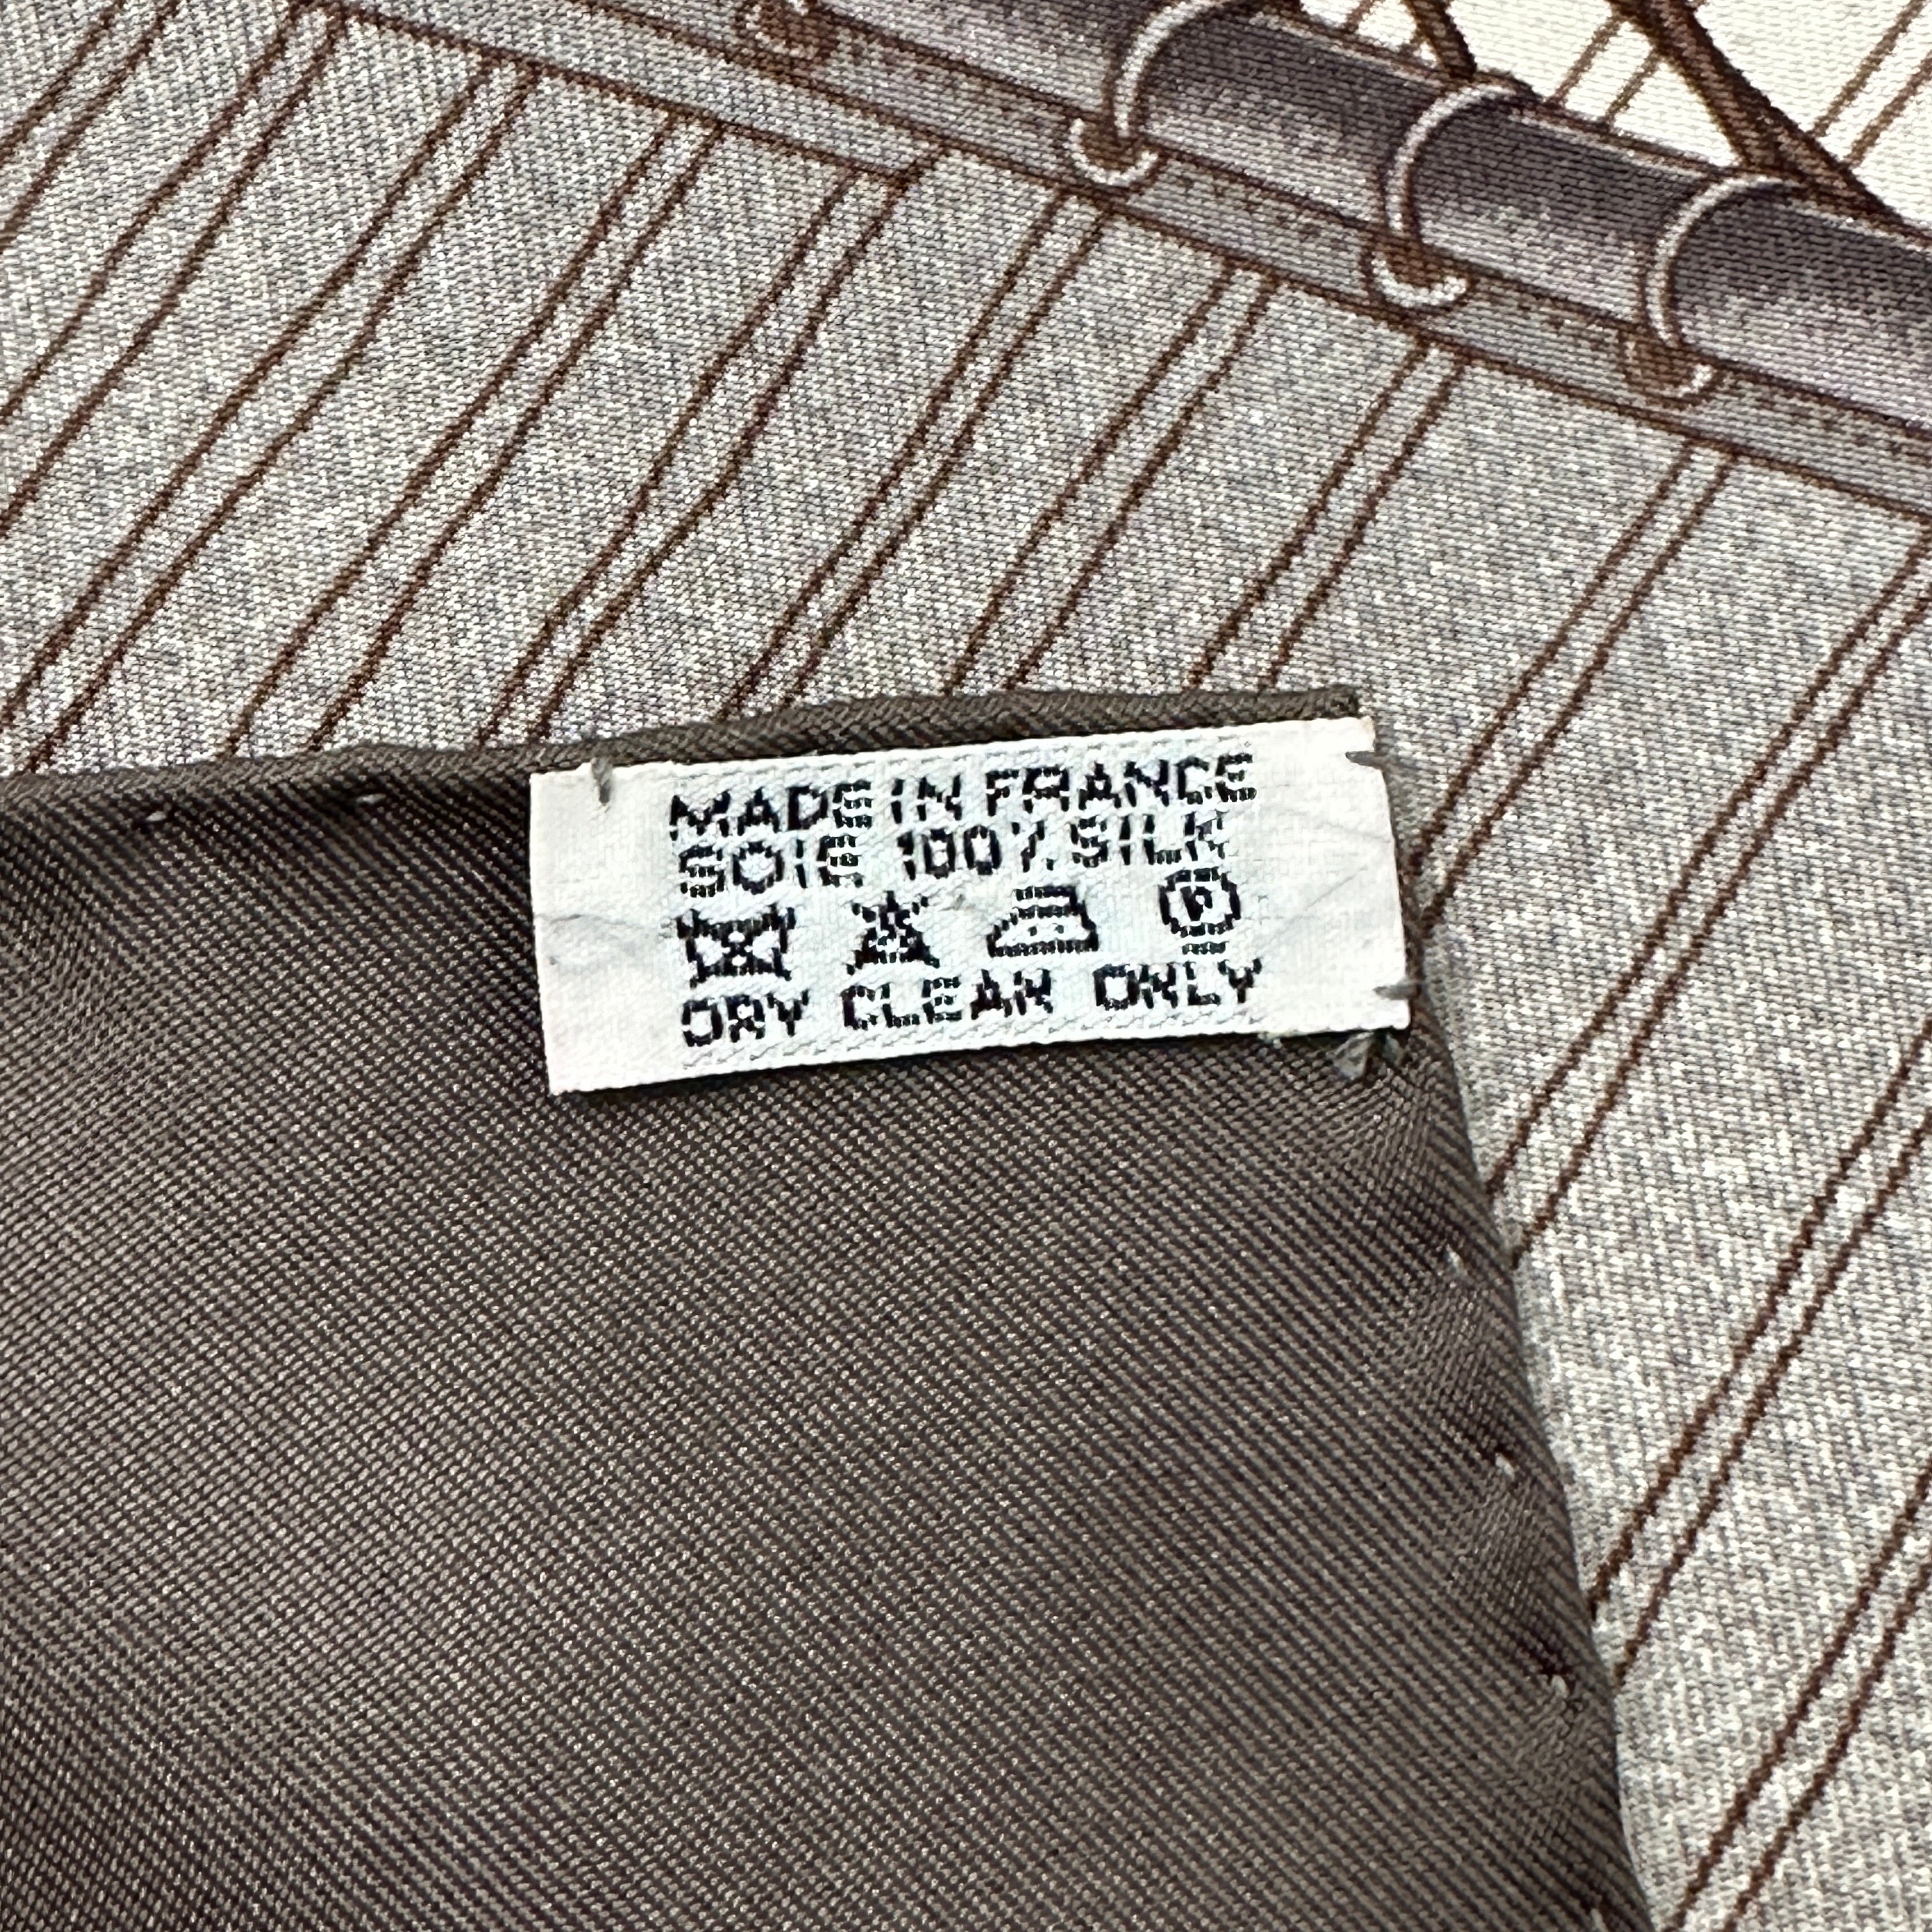 MADE IN FRANCE
SOIE 100% SILK
P
DRY CLEAN ONLY